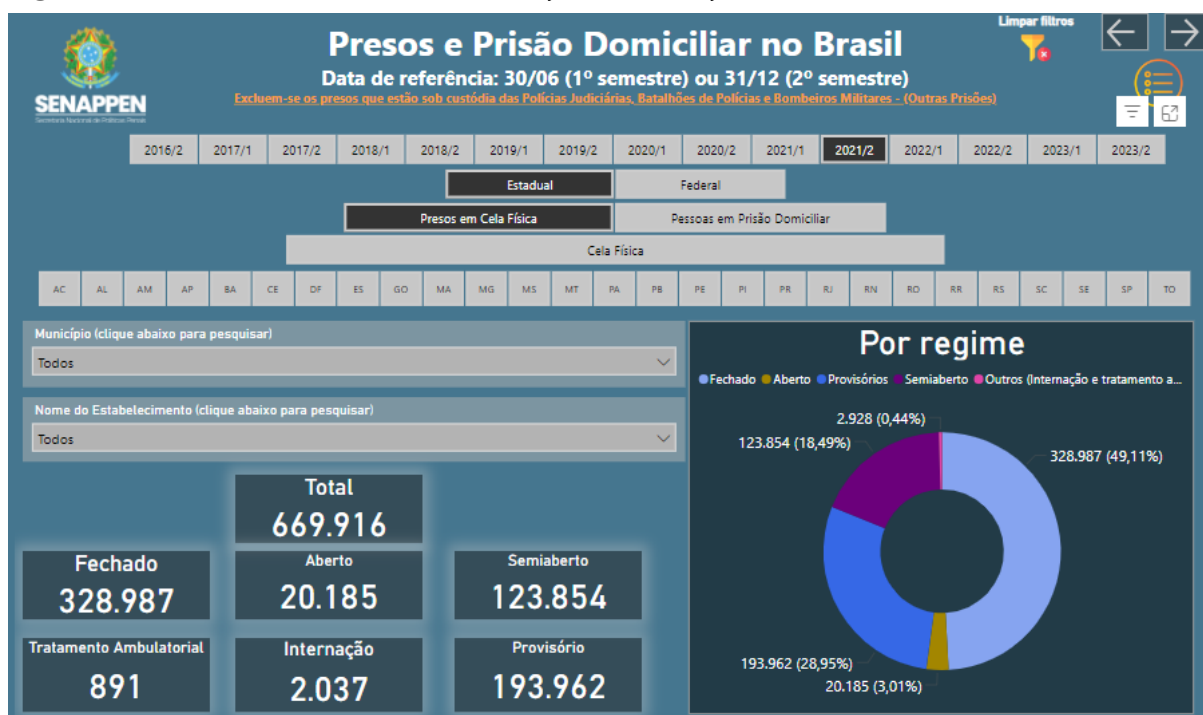 Limpar filtros
Presos e Prisão Domiciliar no Brasil
Data de referência: 30/06 (1º semestre) ou 31/12 (2º semestre)
Excluem-se os presos que estão sob custódia das Polícias Judiciárias, Batalhões de Polícias e Bombeiros Militares - (Outras Prisões)
SENAPPEN
Secretaria Nacional de Políticas Penais
2016/2 2017/1 2017/2 2018/1 2018/2 2019/1 2019/2 2020/1 2020/2 2021/1 2021/2 2022/1 2022/2 2023/1 2023/2
Estadual Federal
Presos em Cela Física Pessoas em Prisão Domiciliar
Cela Física
AC AL AM AP BA CE DF ES GO MA MG MS MT PA PB PE PI PR RJ RN RO RR RS SC SE SP TO
Município (clique abaixo para pesquisar)
Todos
Nome do Estabelecimento (clique abaixo para pesquisar)
Todos
Total
669.916
Fechado Aberto Semiaberto
328.987 20.185 123.854
Tratamento Ambulatorial Internação Provisório
891 2.037 193.962
Por regime
Fechado Aberto Provisórios Semiaberto Outros (Internação e tratamento a...
2.928 (0,44%)
123.854 (18,49%)
328.987 (49,11%)
193.962 (28,95%)
20.185 (3,01%)